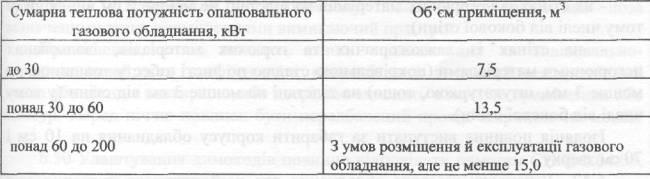 Сумарна теплова потужність опалювального
газового обладнання, кВт
Об’єм приміщення, м³
до 30
7,5
понад 30 до 60
13,5
понад 60 до 200
З умов розміщення й експлуатації газового
обладнання, але не менше 15,0